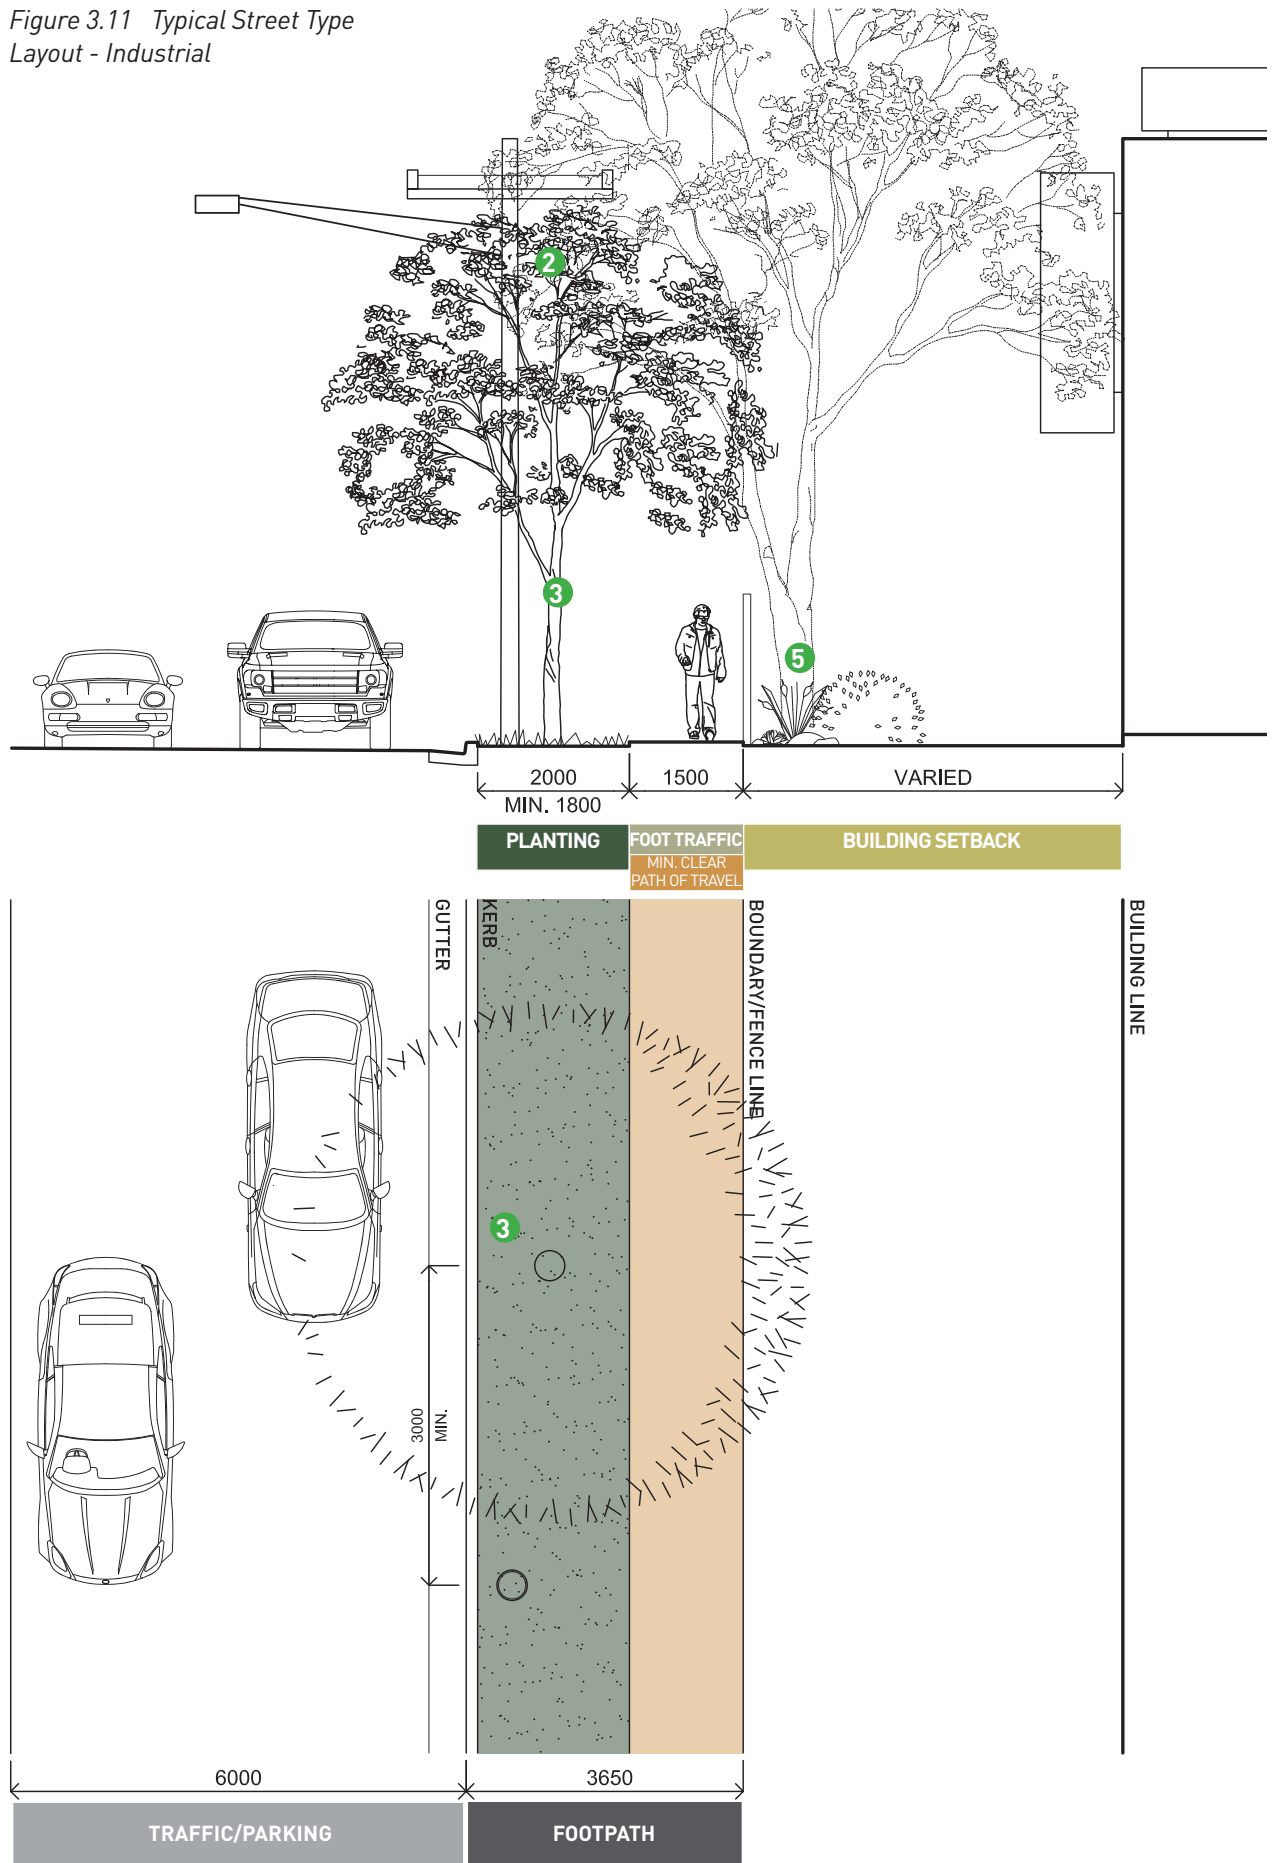 Figure 3.11 Typical Street Type
Layout - Industrial
2
3
5
2000
MIN. 1800
1500
VARIED
PLANTING
FOOT TRAFFIC
MIN. CLEAR
PATH OF TRAVEL
BUILDING SETBACK
GUTTER
KERB
BOUNDARY/FENCE LINE
BUILDING LINE
3
3000
MIN.
6000
3650
TRAFFIC/PARKING
FOOTPATH